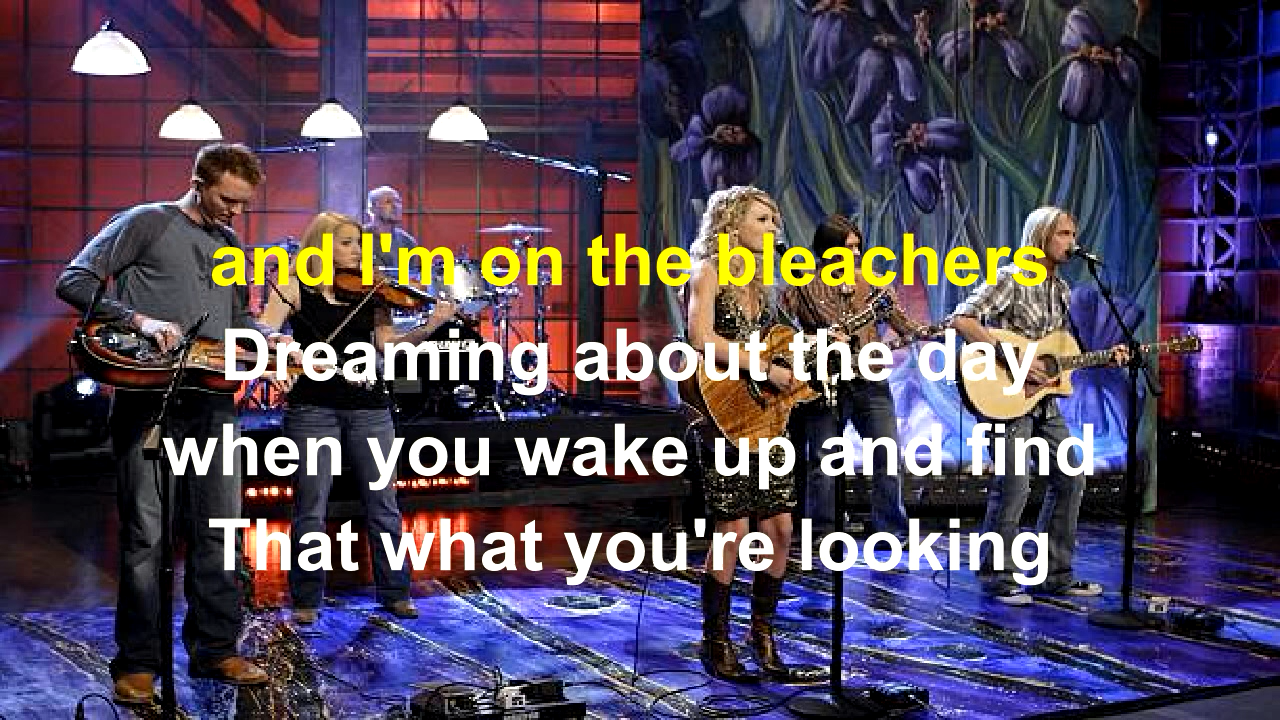 and I'm on the bleachers
Dreaming about the day
when you wake up and find
That what you're looking